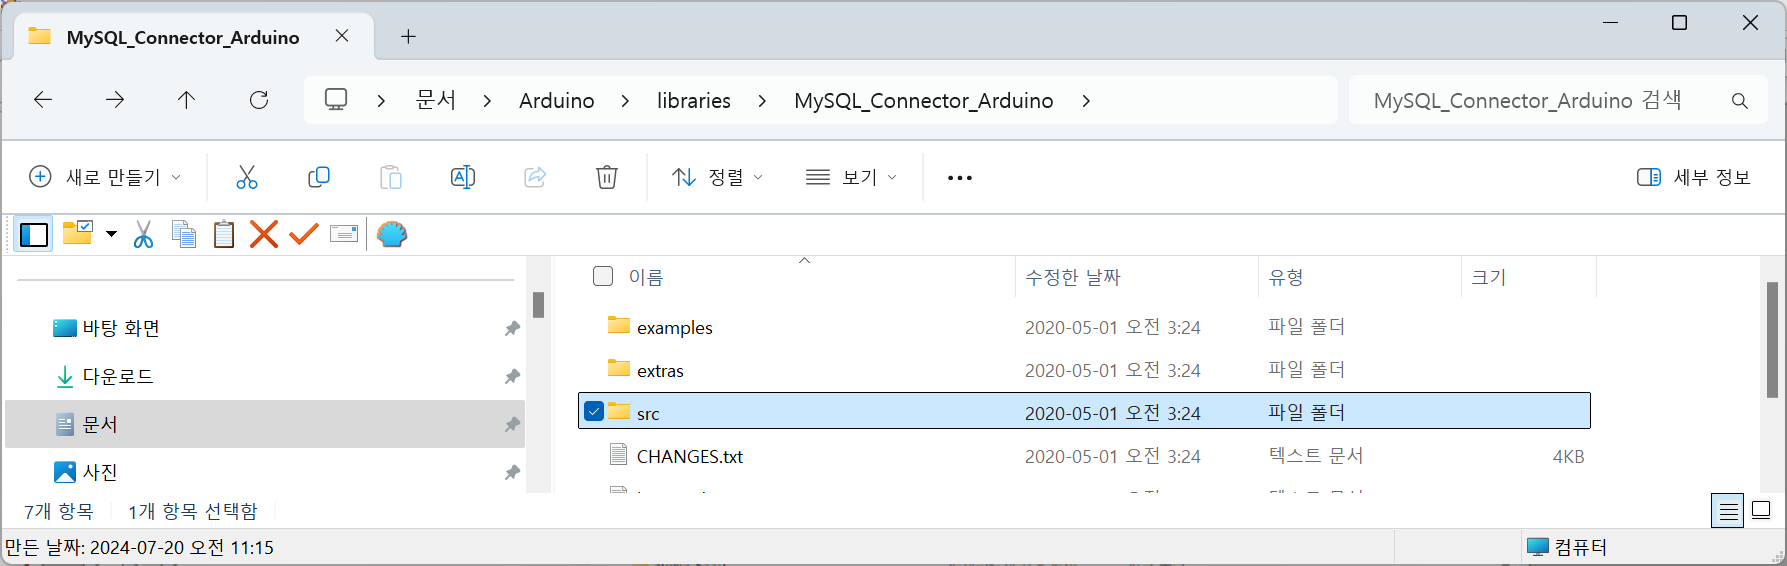 MySQL_Connector_Arduino
문서 Arduino libraries MySQL_Connector_Arduino MySQL_Connector_Arduino 검색
새로 만들기 정렬 보기 세부 정보
이름 수정한 날짜 유형 크기
바탕 화면
다운로드
문서
사진
examples 2020-05-01 오전 3:24 파일 폴더
extras 2020-05-01 오전 3:24 파일 폴더
src 2020-05-01 오전 3:24 파일 폴더
CHANGES.txt 2020-05-01 오전 3:24 텍스트 문서 4KB
7개 항목 1개 항목 선택함
만든 날짜: 2024-07-20 오전 11:15 컴퓨터